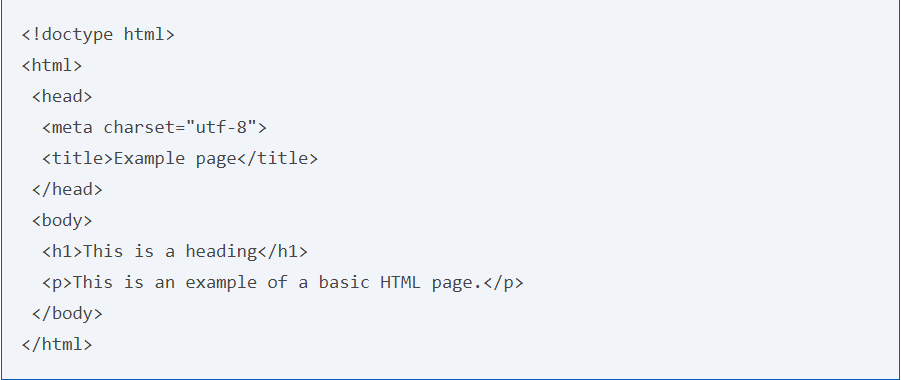 <!doctype html>
<html>
 <head>
  <meta charset="utf-8">
  <title>Example page</title>
 </head>
 <body>
  <h1>This is a heading</h1>
  <p>This is an example of a basic HTML page.</p>
 </body>
</html>